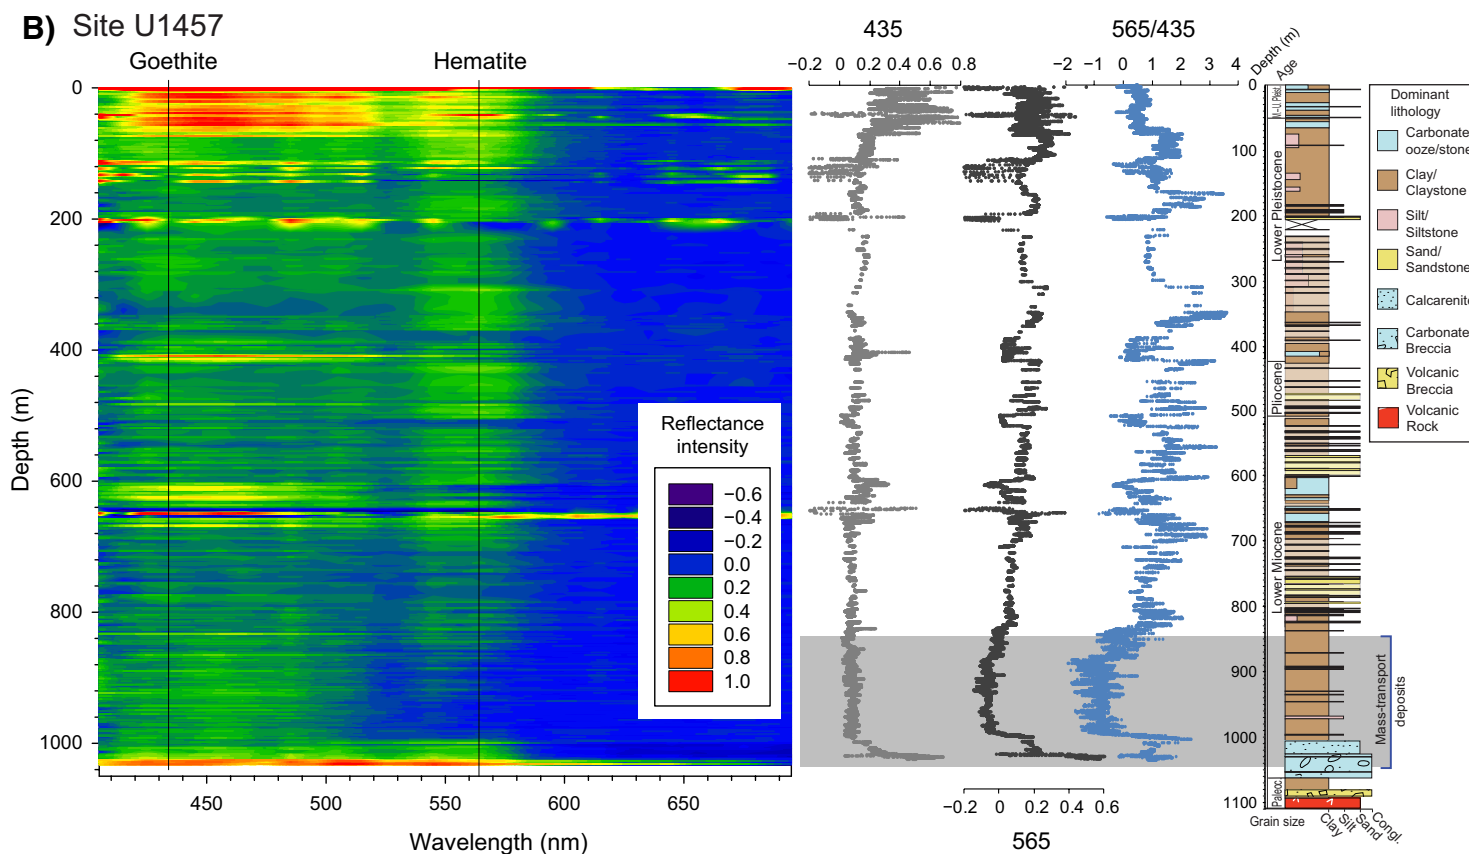 B) Site U1457
Goethite
Hematite
435
565/435
−0.2 0 0.2 0.4 0.6 0.8
−2 −1 0 1 2 3 4
Depth (m)
Age
0
200
400
600
800
1000
Depth (m)
450 500 550 600 650
Wavelength (nm)
Reflectance
intensity
−0.6
−0.4
−0.2
0.0
0.2
0.4
0.6
0.8
1.0
−0.2 0 0.2 0.4 0.6
565
0
100
200
300
400
500
600
700
800
900
1000
1100
M.-U. Pleist.
Lower Pleistocene
Pliocene
Lower Miocene
Paleoc.
Grain size
Clay
Silt
Sand
Congl.
Mass-transport
deposits
Dominant
lithology
Carbonate
ooze/stone
Clay/
Claystone
Silt/
Siltstone
Sand/
Sandstone
Calcarenite
Carbonate
Breccia
Volcanic
Breccia
Volcanic
Rock